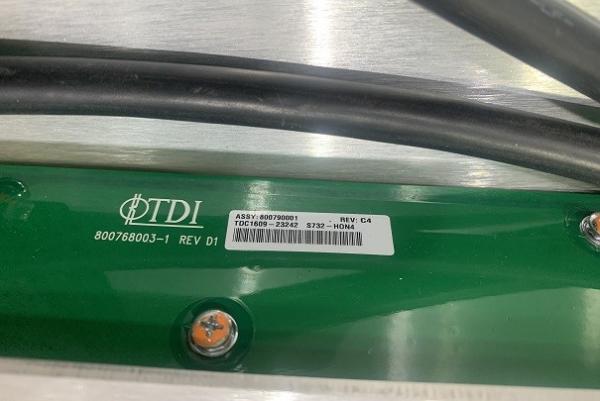 TDI
800768003-1 REV D1
ASSY: 800790001 REV: C4
TDC1609-23242 S732-HON4